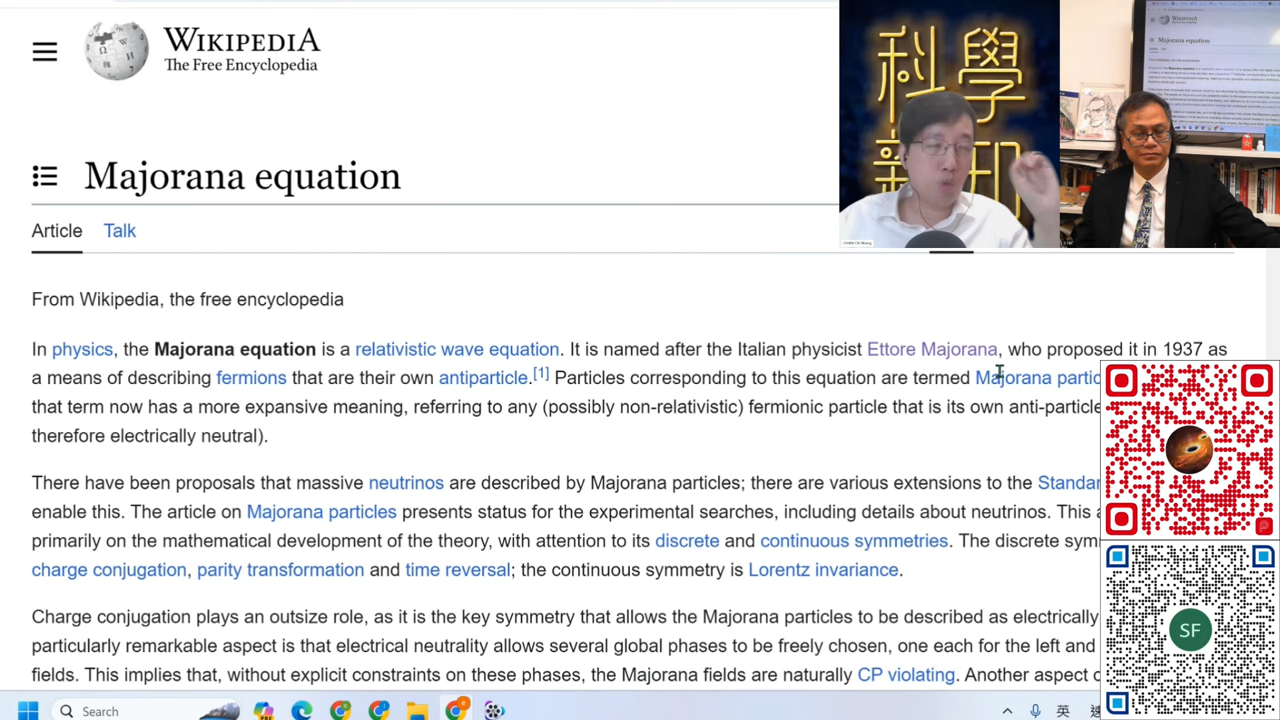 WIKIPEDIA
The Free Encyclopedia
科學
新知
Majorana equation
Article Talk
From Wikipedia, the free encyclopedia
In physics, the Majorana equation is a relativistic wave equation. It is named after the Italian physicist Ettore Majorana, who proposed it in 1937 as
a means of describing fermions that are their own antiparticle.[1] Particles corresponding to this equation are termed Majorana partic
that term now has a more expansive meaning, referring to any (possibly non-relativistic) fermionic particle that is its own anti-particle
therefore electrically neutral).
There have been proposals that massive neutrinos are described by Majorana particles; there are various extensions to the Standar
enable this. The article on Majorana particles p for the experimental searches, including details about neutrinos. This a
primarily on the mathematical development of the theory, with attention to its discrete and continuous symmetries. The discrete sym
charge conjugation, parity transformation and time reversal; the continuous symmetry is Lorentz invariance.
Charge conjugation plays an outsize role, as it is the key symmetry that allows the Majorana particles to be described as electrically
particularly remarkable aspect is that electrical neutrality allows several global phases to be freely chosen, one each for the left and
fields. This implies that, without explicit constraints on these phases, the Majorana fields are naturally CP violating. Another aspect o
SF
Search
英
速